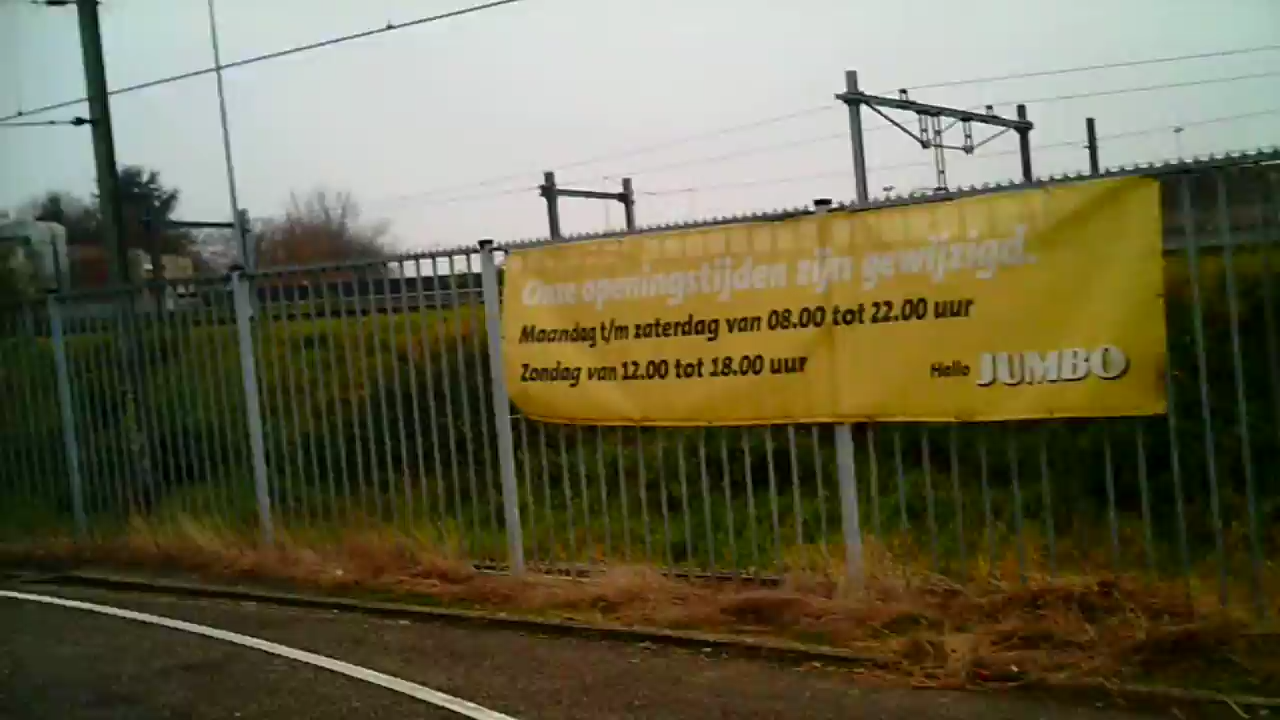 Onze openingstijden zijn gewijzigd.
Maandag t/m zaterdag van 08.00 tot 22.00 uur
Zondag van 12.00 tot 18.00 uur
Hallo JUMBO